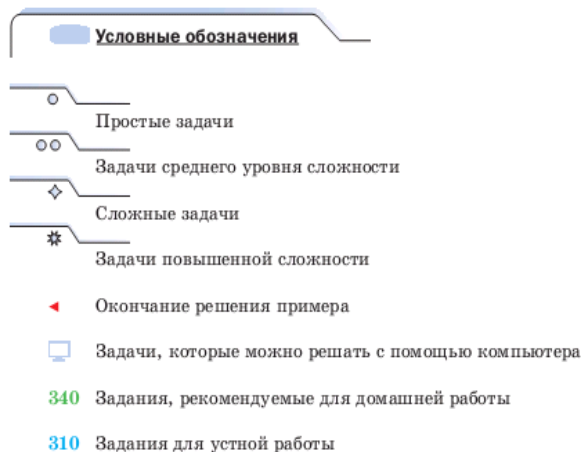 Условные обозначения
Простые задачи
Задачи среднего уровня сложности
Сложные задачи
Задачи повышенной сложности
Окончание решения примера
Задачи, которые можно решать с помощью компьютера
340 Задания, рекомендуемые для домашней работы
310 Задания для устной работы